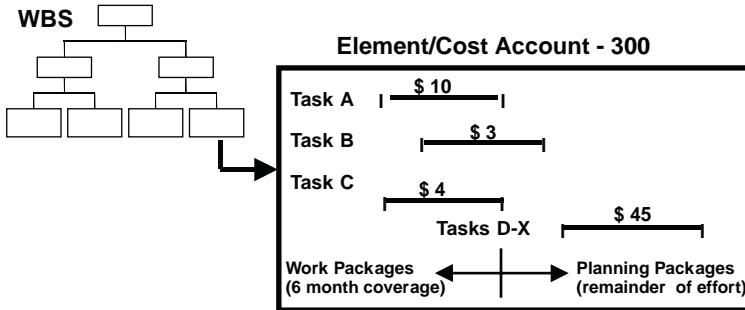 WBS
Element/Cost Account - 300
Task A
$ 10
Task B
$ 3
Task C
$ 4
Tasks D-X
$ 45
Work Packages
(6 month coverage)
Planning Packages
(remainder of effort)